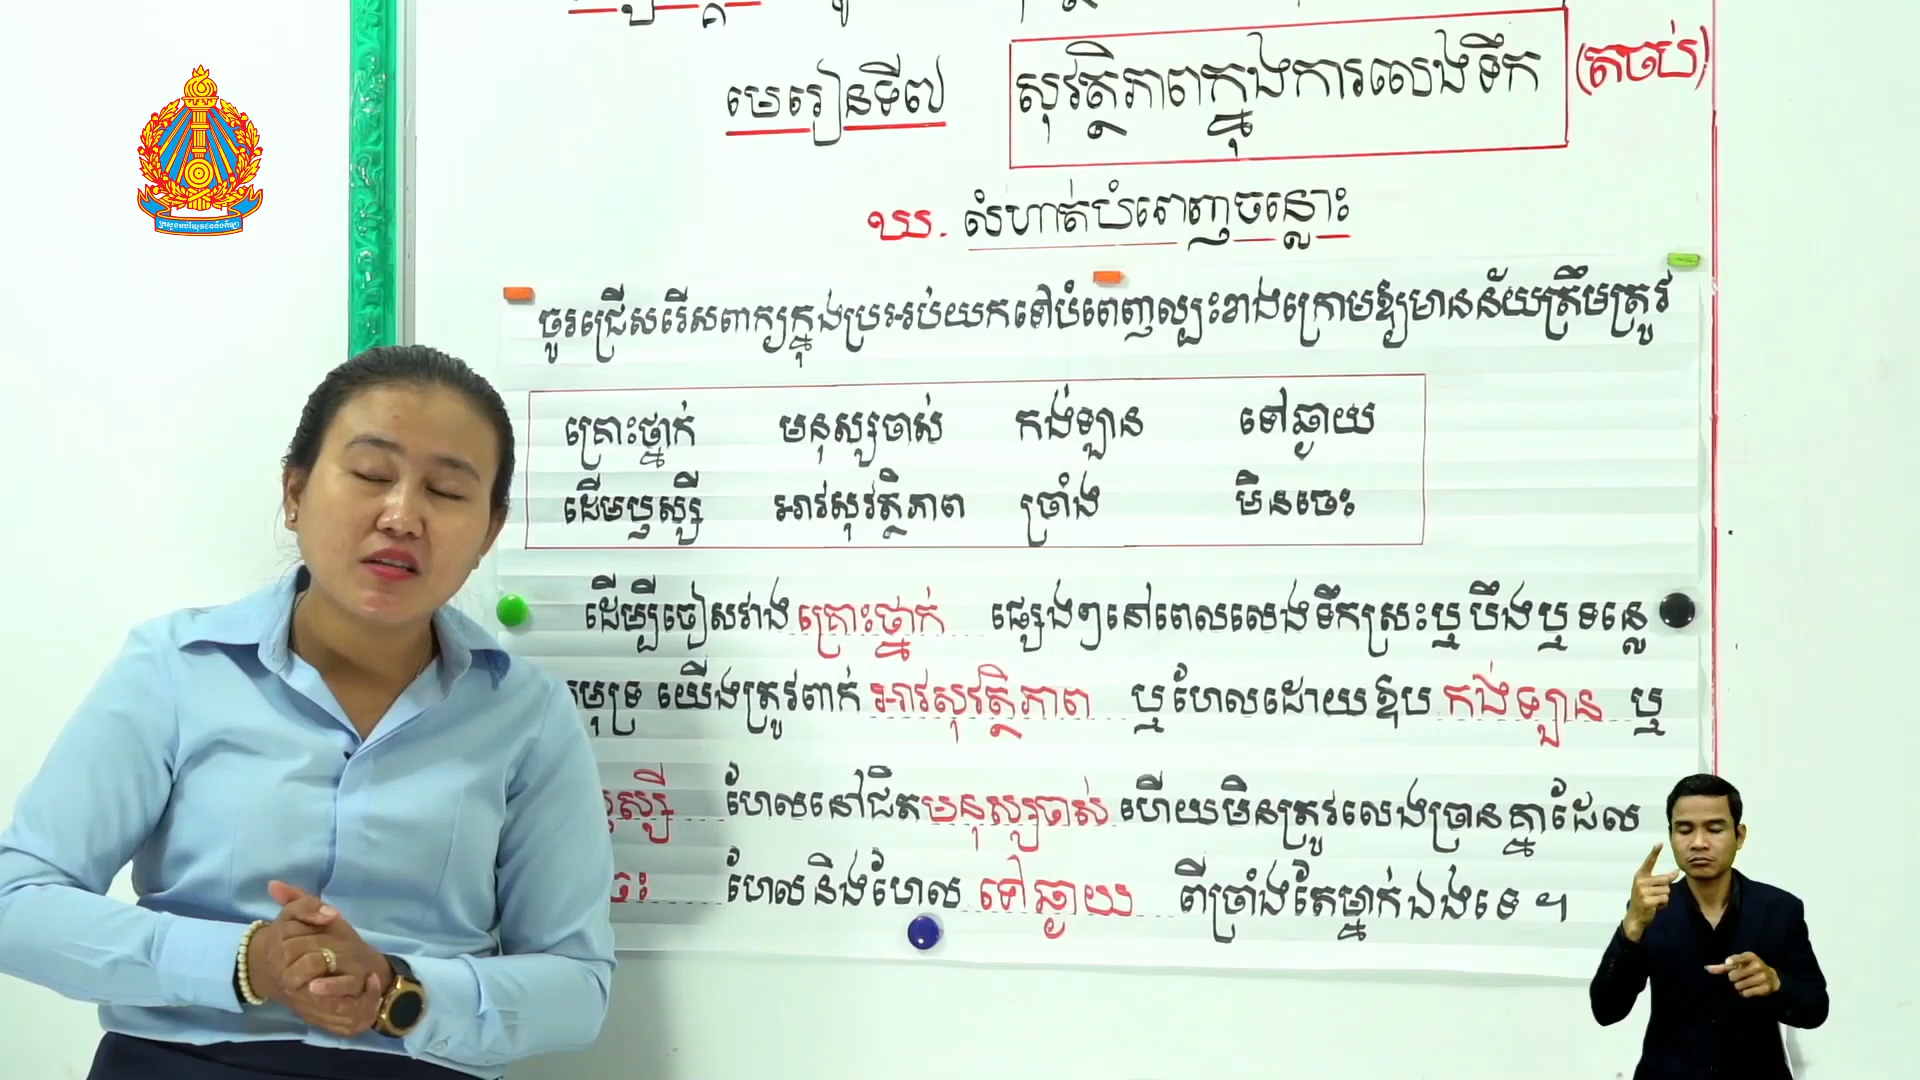 មេរៀនទី៧ សុវត្ថិភាពក្នុងការលេងទឹក (តចប់)
ឃ. លំហាត់បំពេញចន្លោះ
ចូរជ្រើសរើសពាក្យក្នុងប្រអប់យកទៅបំពេញល្បះខាងក្រោមឱ្យមានន័យត្រឹមត្រូវ
គ្រោះថ្នាក់ មនុស្សចាស់ កង់ឡាន ទៅឆ្ងាយ
ដើមឬស្សី អាវសុវត្ថិភាព ច្រាំង មិនចេះ
ដើម្បីចៀសវាងគ្រោះថ្នាក់ ផ្សេងៗនៅពេលលេងទឹកស្រះឬបឹងឬទន្លេ
មុទ្រ យើងត្រូវពាក់ អាវសុវត្ថិភាព ឬហែលដោយឱប កង់ឡាន ឬ
ឫស្សី ហែលនៅជិតមនុស្សចាស់ ហើយមិនត្រូវលេងច្រានគ្នាដែល
ចេះ ហែលនិងហែល ទៅឆ្ងាយ ពីច្រាំងតែម្នាក់ឯងទេ ។